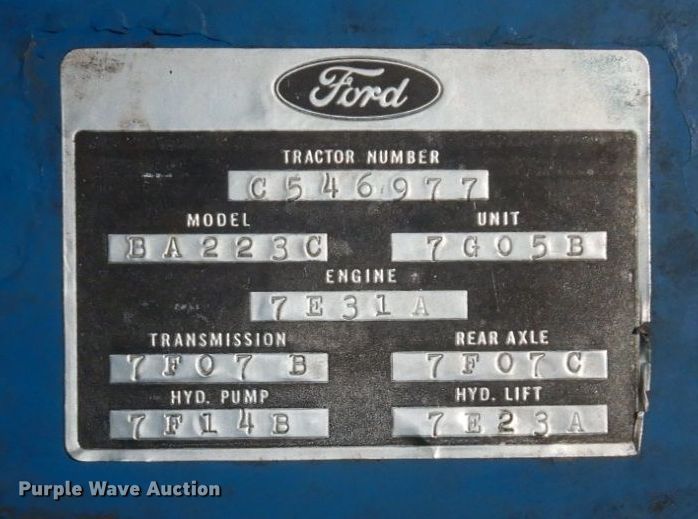 Ford
TRACTOR NUMBER
C546977
MODEL UNIT
BA223C 7G05B
ENGINE
7E31A
TRANSMISSION REAR AXLE
7F07B 7F07C
HYD. PUMP HYD. LIFT
7F14B 7E23A
Purple Wave Auction